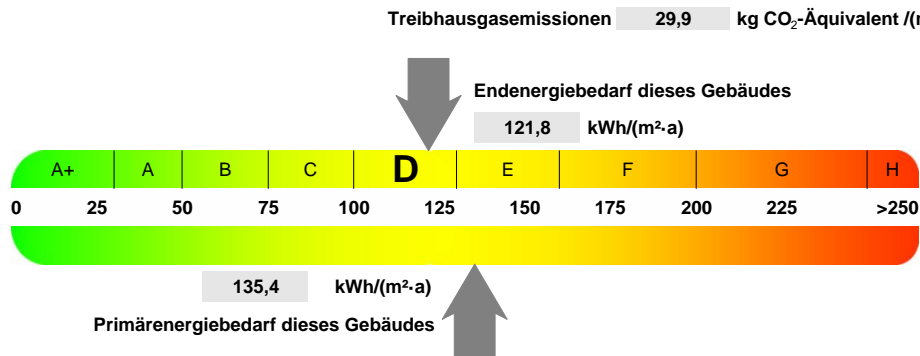 Treibhausgasemissionen 29,9 kg CO₂-Äquivalent /(
Endenergiebedarf dieses Gebäudes
121,8 kWh/(m²·a)
A+ A B C D E F G H
0 25 50 75 100 125 150 175 200 225 >250
135,4 kWh/(m²·a)
Primärenergiebedarf dieses Gebäudes